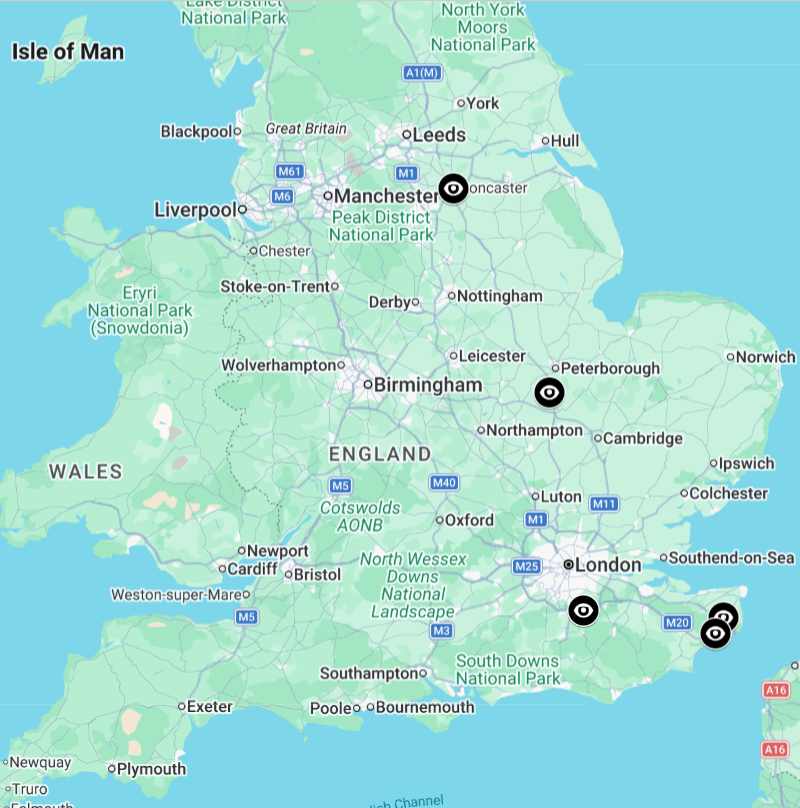 Lake District
National Park
North York
Moors
National Park
Isle of Man
A1(M)
York
Blackpool
Great Britain
Leeds
Hull
M61
M1
M6
Manchester
oncaster
Liverpool
Peak District
National Park
Chester
Eryri
National Park
(Snowdonia)
Stoke-on-Trent
Derby
Nottingham
Wolverhampton
Leicester
Peterborough
Norwich
Birmingham
Northampton
Cambridge
ENGLAND
WALES
Ipswich
M5
M40
Colchester
Luton
M11
Cotswolds
AONB
Oxford
M1
Newport
Cardiff
Bristol
North Wessex
Downs
National
Landscape
M25
London
Southend-on-Sea
Weston-super-Mare
M5
M3
M20
Southampton
South Downs
National Park
A16
Exeter
Poole
Bournemouth
A16
Newquay
Plymouth
Truro
Falmouth
lish Channel